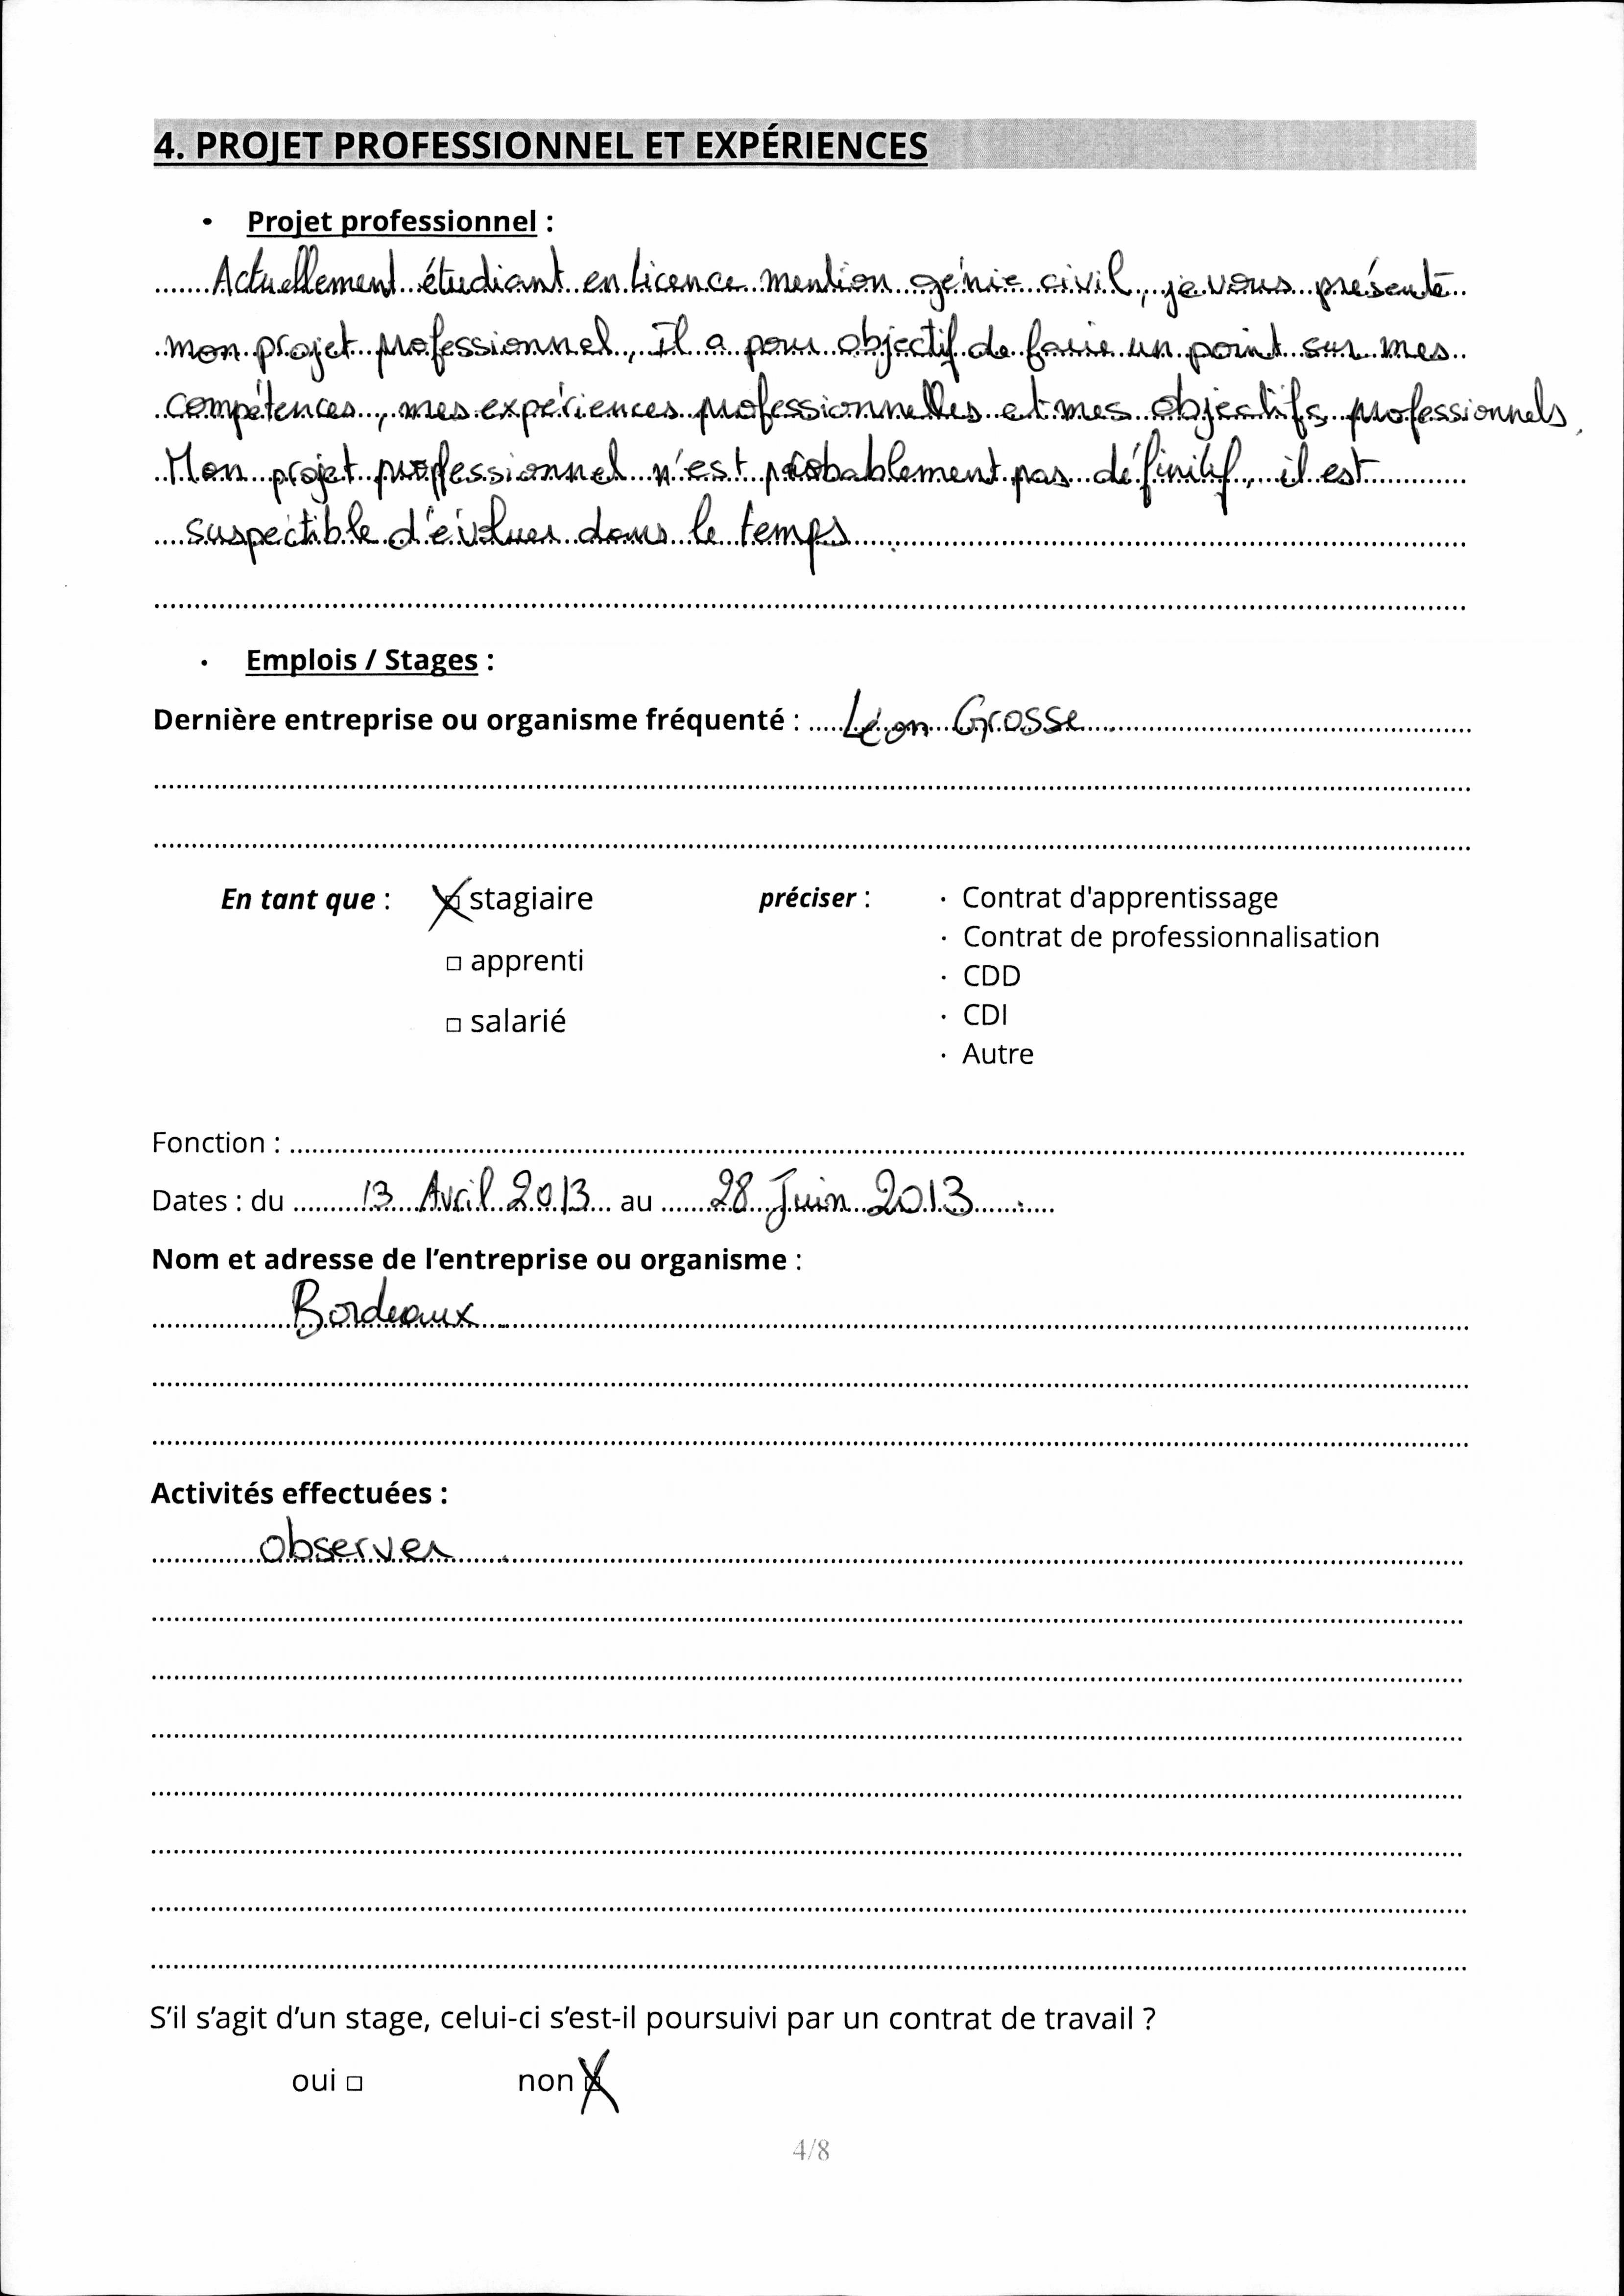 4. PROJET PROFESSIONNEL ET EXPÉRIENCES
• Projet professionnel :
Actuellement étudiant en licence mention génie civil, je vous présente
mon projet professionnel, Il a pour objectif de faire un point sur mes
compétences, mes expériences professionnelles et mes objectifs professionnels,
Mon projet professionnel n'est probablement pas définitif, il est
suspectible d'évoluer dans le temps
• Emplois / Stages :
Dernière entreprise ou organisme fréquenté : Léon Grosse
En tant que : ☒ stagiaire préciser : · Contrat d'apprentissage
· Contrat de professionnalisation
□ apprenti · CDD
□ salarié · CDI
· Autre
Fonction :
Dates : du 13 Avril 2013 au 28 Juin 2013
Nom et adresse de l'entreprise ou organisme :
Bordeaux
Activités effectuées :
observer
S'il s'agit d'un stage, celui-ci s'est-il poursuivi par un contrat de travail ?
oui □ non ☒
4/8